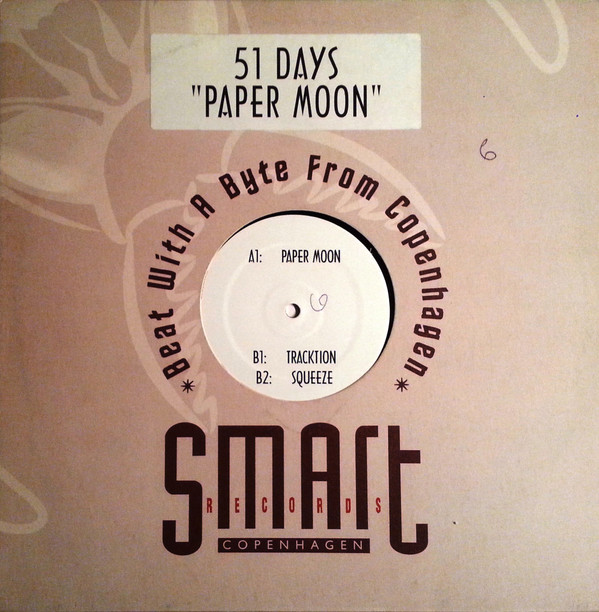 51 DAYS
"PAPER MOON"
6
* Beat With A Byte From Copenhagen *
A1: PAPER MOON
6
B1: TRACKTION
B2: SQUEEZE
SMArt
RECORDS
COPENHAGEN